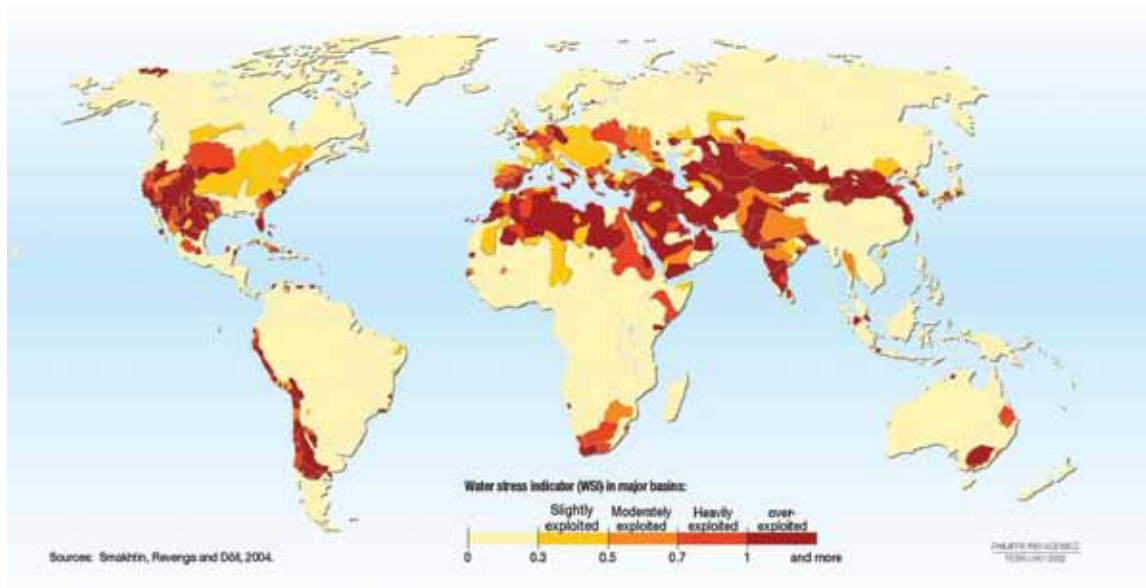 Water stress indicator (WSI) in major basins:
Slightly exploited
Moderately exploited
Heavily exploited
over-exploited
0
0.3
0.5
0.7
1
and more
Sources: Smakhtin, Revenga and Döll, 2004.
FEBRUARY